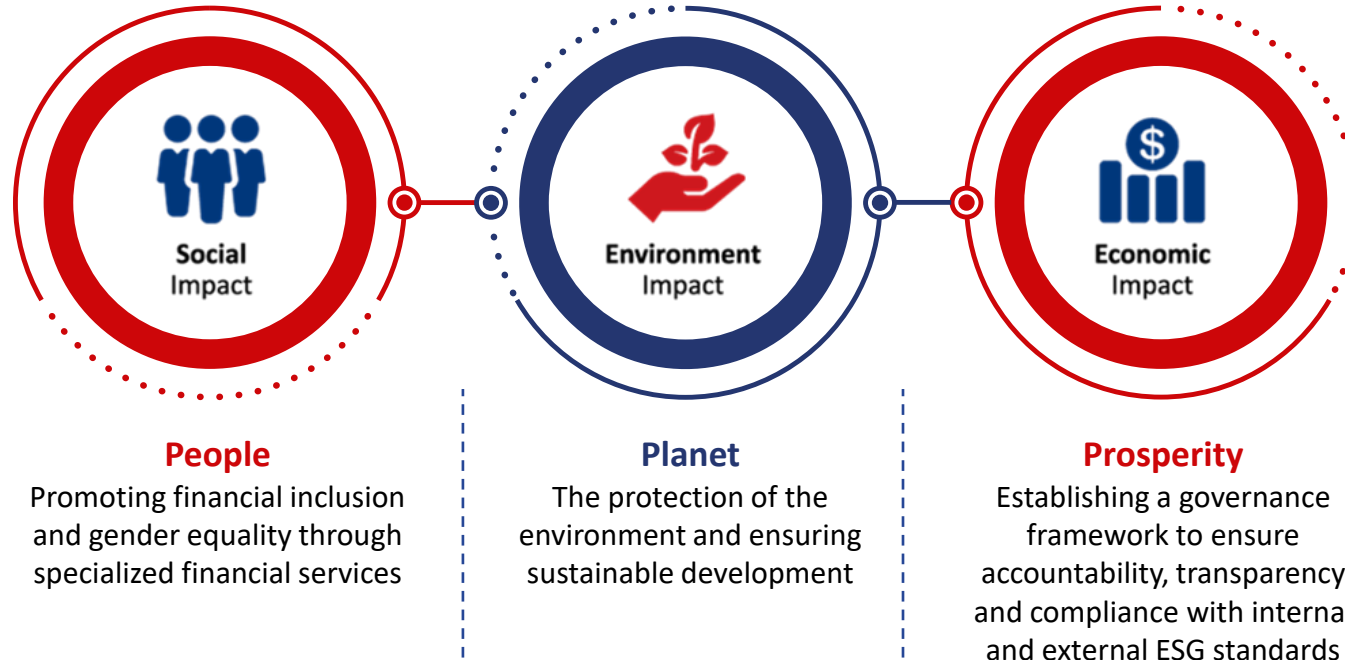 Social
Impact
Environment
Impact
$
Economic
Impact
People
Promoting financial inclusion
and gender equality through
specialized financial services
Planet
The protection of the
environment and ensuring
sustainable development
Prosperity
Establishing a governance
framework to ensure
accountability, transparency
and compliance with interna
and external ESG standards